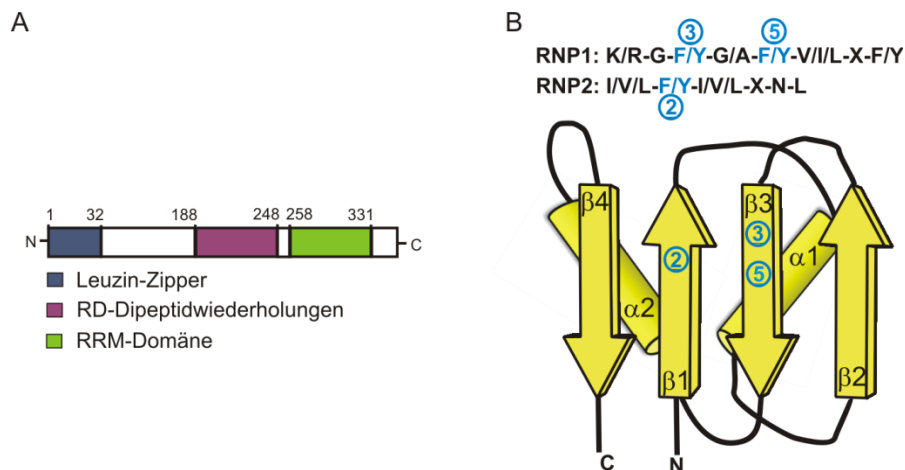 A
1 32 188 248 258 331
N C
Leuzin-Zipper
RD-Dipeptidwiederholungen
RRM-Domäne
B
3 5
RNP1: K/R-G-F/Y-G/A-F/Y-V/I/L-X-F/Y
RNP2: I/V/L-F/Y-I/V/L-X-N-L
2
β4 β3
3
2 α1
5
α2
β1 β2
C N